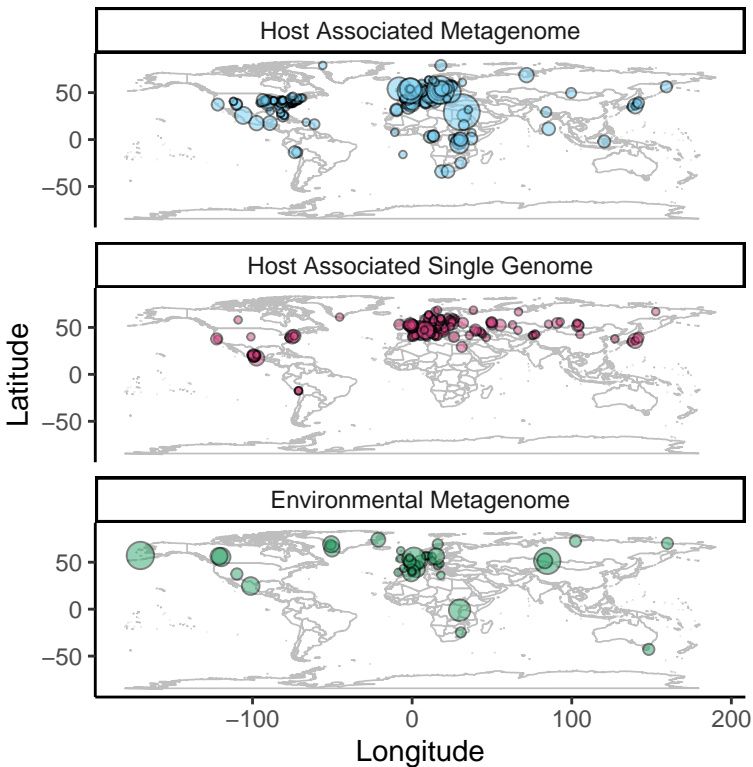 Host Associated Metagenome
50
0
−50
Host Associated Single Genome
50
0
−50
Latitude
Environmental Metagenome
50
0
−50
−100 0 100 200
Longitude